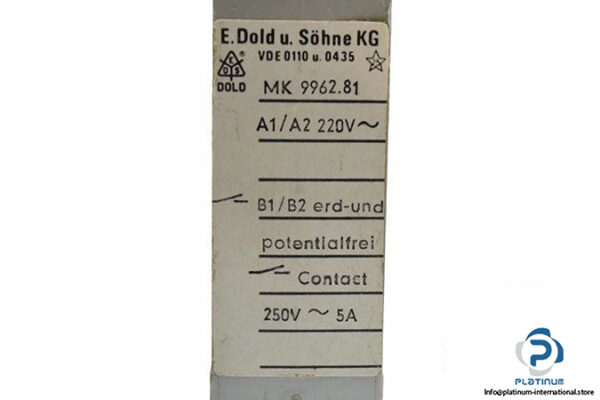 E.Dold u. Söhne KG
VDE 0110 u. 0435
E
D S
®
DOLD
MK 9962.81
A1/A2 220V~
B1/B2 erd-und
potentialfrei
Contact
250V ~ 5A
PLATINUM
Info@platinum-international.store